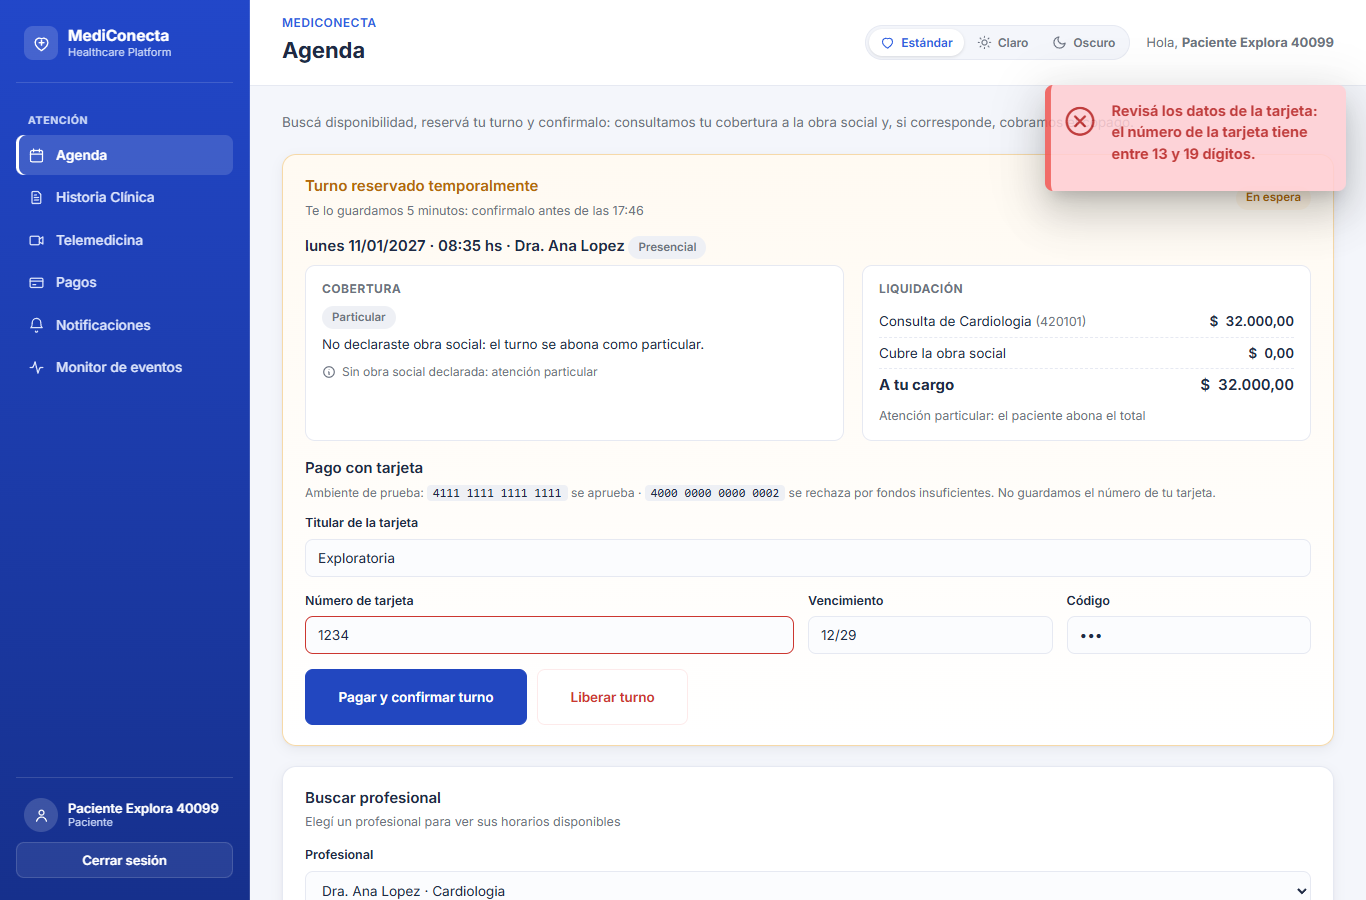 MediConecta
Healthcare Platform
ATENCIÓN
Agenda
Historia Clínica
Telemedicina
Pagos
Notificaciones
Monitor de eventos
Paciente Explora 40099
Paciente
Cerrar sesión
MEDICONECTA
Agenda
Estándar
Claro
Oscuro
Hola, Paciente Explora 40099
Revisá los datos de la tarjeta:
el número de la tarjeta tiene
entre 13 y 19 dígitos.
Buscá disponibilidad, reservá tu turno y confirmalo: consultamos tu cobertura a la obra social y, si corresponde, cobramos
Turno reservado temporalmente
En espera
Te lo guardamos 5 minutos: confirmalo antes de las 17:46
lunes 11/01/2027 · 08:35 hs · Dra. Ana Lopez Presencial
COBERTURA
Particular
No declaraste obra social: el turno se abona como particular.
Sin obra social declarada: atención particular
LIQUIDACIÓN
Consulta de Cardiologia (420101) $ 32.000,00
Cubre la obra social $ 0,00
A tu cargo $ 32.000,00
Atención particular: el paciente abona el total
Pago con tarjeta
Ambiente de prueba: 4111 1111 1111 1111 se aprueba · 4000 0000 0000 0002 se rechaza por fondos insuficientes. No guardamos el número de tu tarjeta.
Titular de la tarjeta
Exploratoria
Número de tarjeta
1234
Vencimiento
12/29
Código
•••
Pagar y confirmar turno
Liberar turno
Buscar profesional
Elegí un profesional para ver sus horarios disponibles
Profesional
Dra. Ana Lopez · Cardiologia